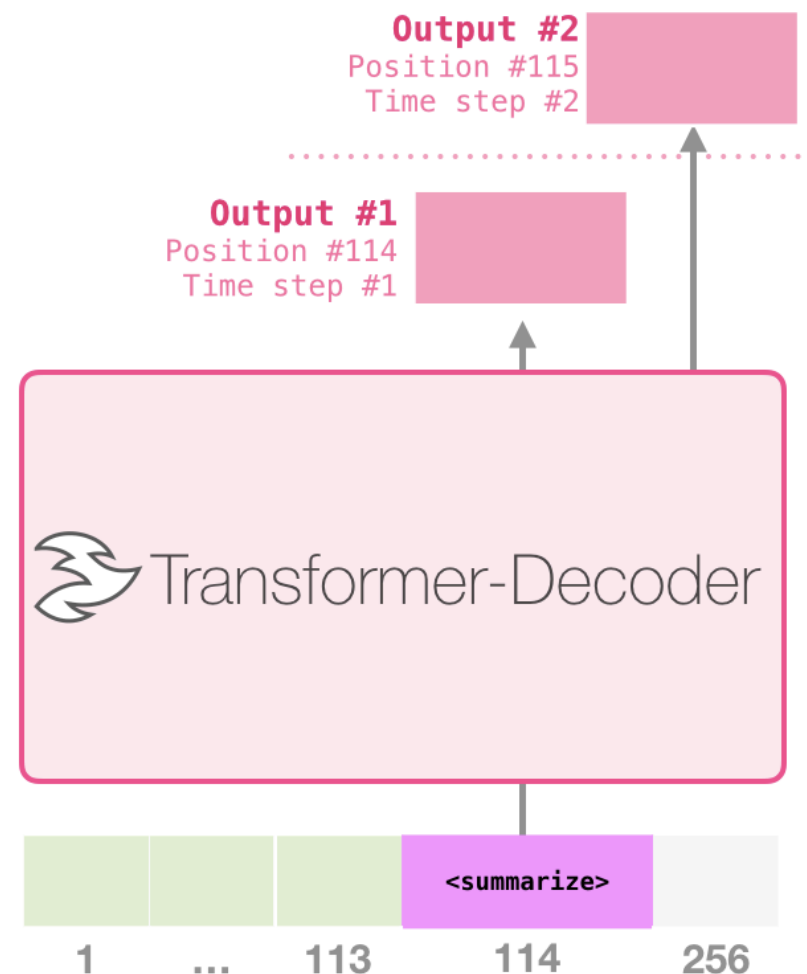 Output #2
Position #115
Time step #2
Output #1
Position #114
Time step #1
Transformer-Decoder
<summarize>
1 ... 113 114 256